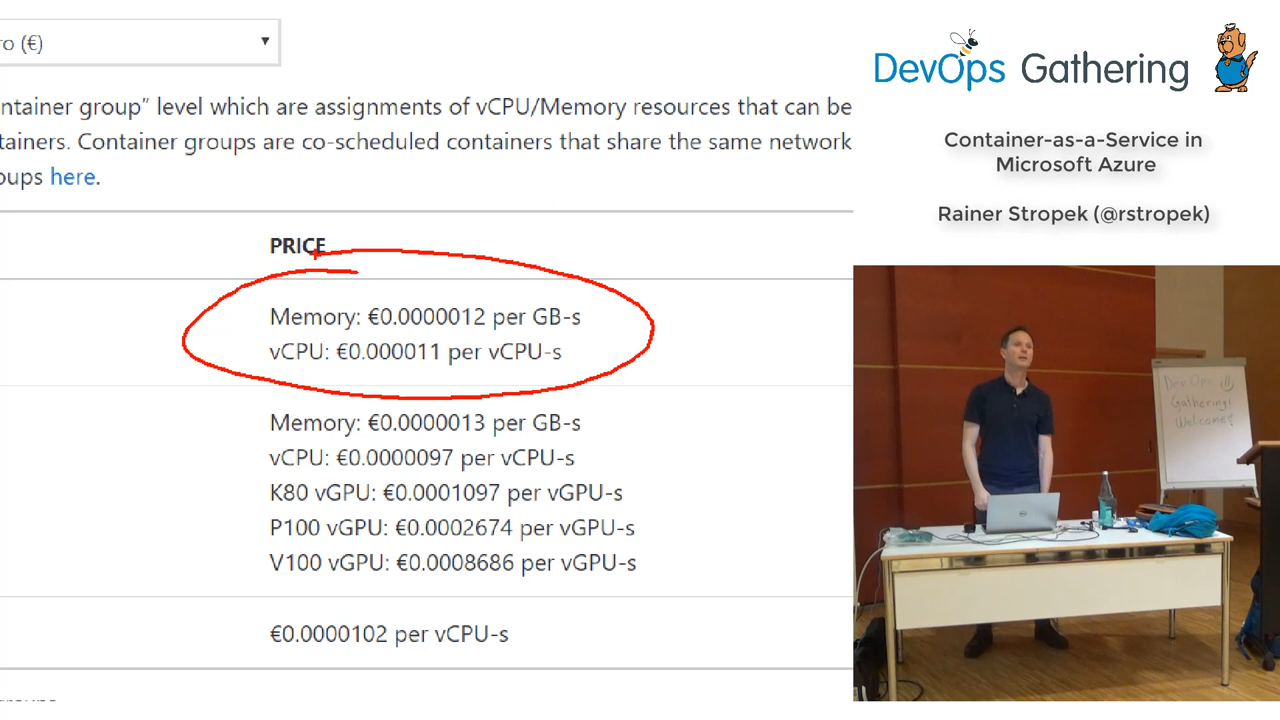 ro (€)
ntainer group” level which are assignments of vCPU/Memory resources that can be
tainers. Container groups are co-scheduled containers that share the same network
oups here.
PRICE
Memory: €0.0000012 per GB-s
vCPU: €0.000011 per vCPU-s
Memory: €0.0000013 per GB-s
vCPU: €0.0000097 per vCPU-s
K80 vGPU: €0.0001097 per vGPU-s
P100 vGPU: €0.0002674 per vGPU-s
V100 vGPU: €0.0008686 per vGPU-s
€0.0000102 per vCPU-s
DevOps Gathering
Container-as-a-Service in
Microsoft Azure
Rainer Stropek (@rstropek)
DevOps
Gathering!
Welcome!